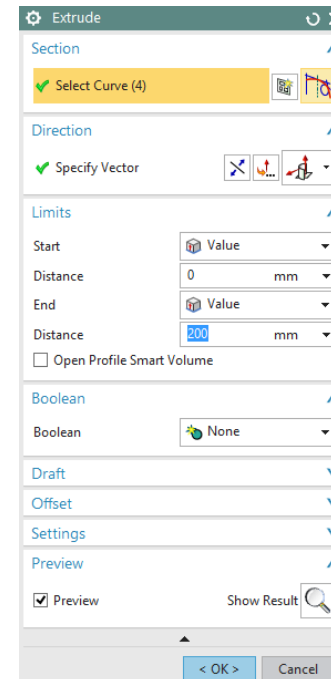 Extrude
Section
Select Curve (4)
Direction
Specify Vector
Limits
Start Value
Distance 0 mm
End Value
Distance 200 mm
Open Profile Smart Volume
Boolean
Boolean None
Draft
Offset
Settings
Preview
Preview Show Result
< OK > Cancel